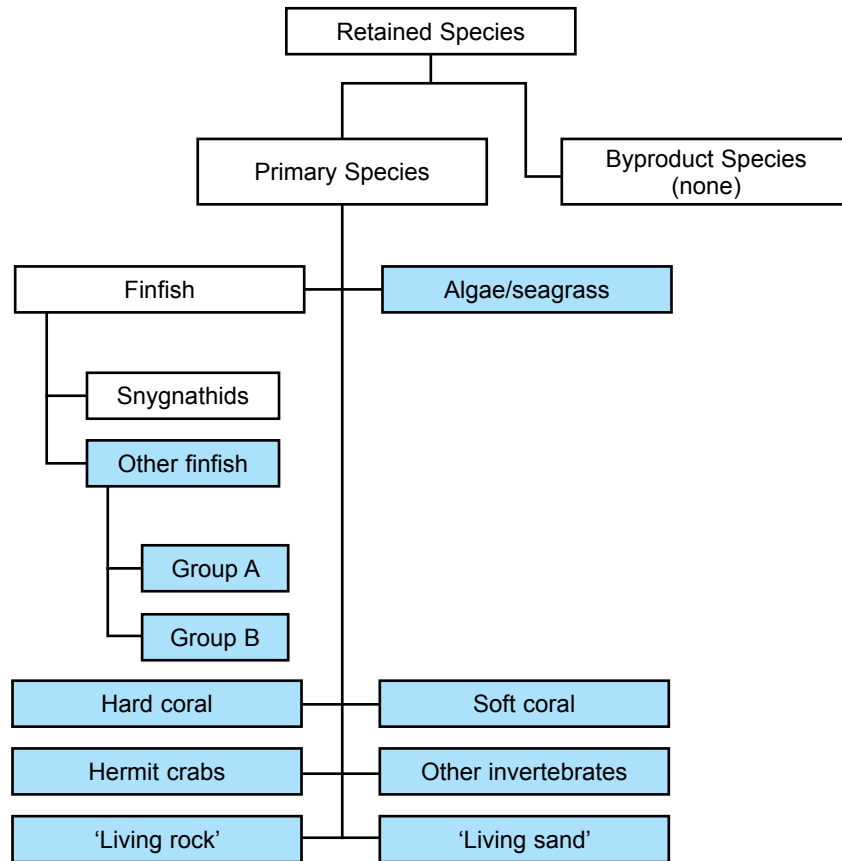 Retained Species
Primary Species
Byproduct Species
(none)
Finfish
Algae/seagrass
Snygnathids
Other finfish
Group A
Group B
Hard coral
Soft coral
Hermit crabs
Other invertebrates
‘Living rock’
‘Living sand’